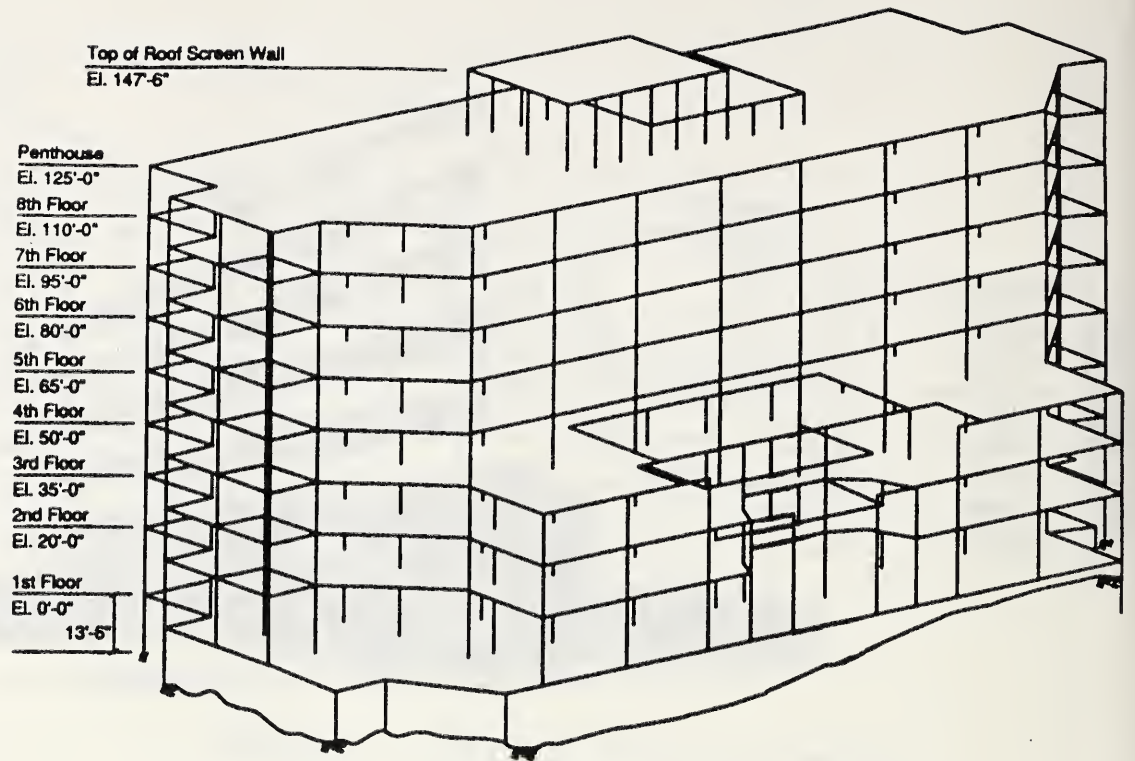 Top of Roof Screen Wall
El. 147'-6"
Penthouse
El. 125'-0"
8th Floor
El. 110'-0"
7th Floor
El. 95'-0"
6th Floor
El. 80'-0"
5th Floor
El. 65'-0"
4th Floor
El. 50'-0"
3rd Floor
El. 35'-0"
2nd Floor
El. 20'-0"
1st Floor
El. 0'-0"
13'-6"